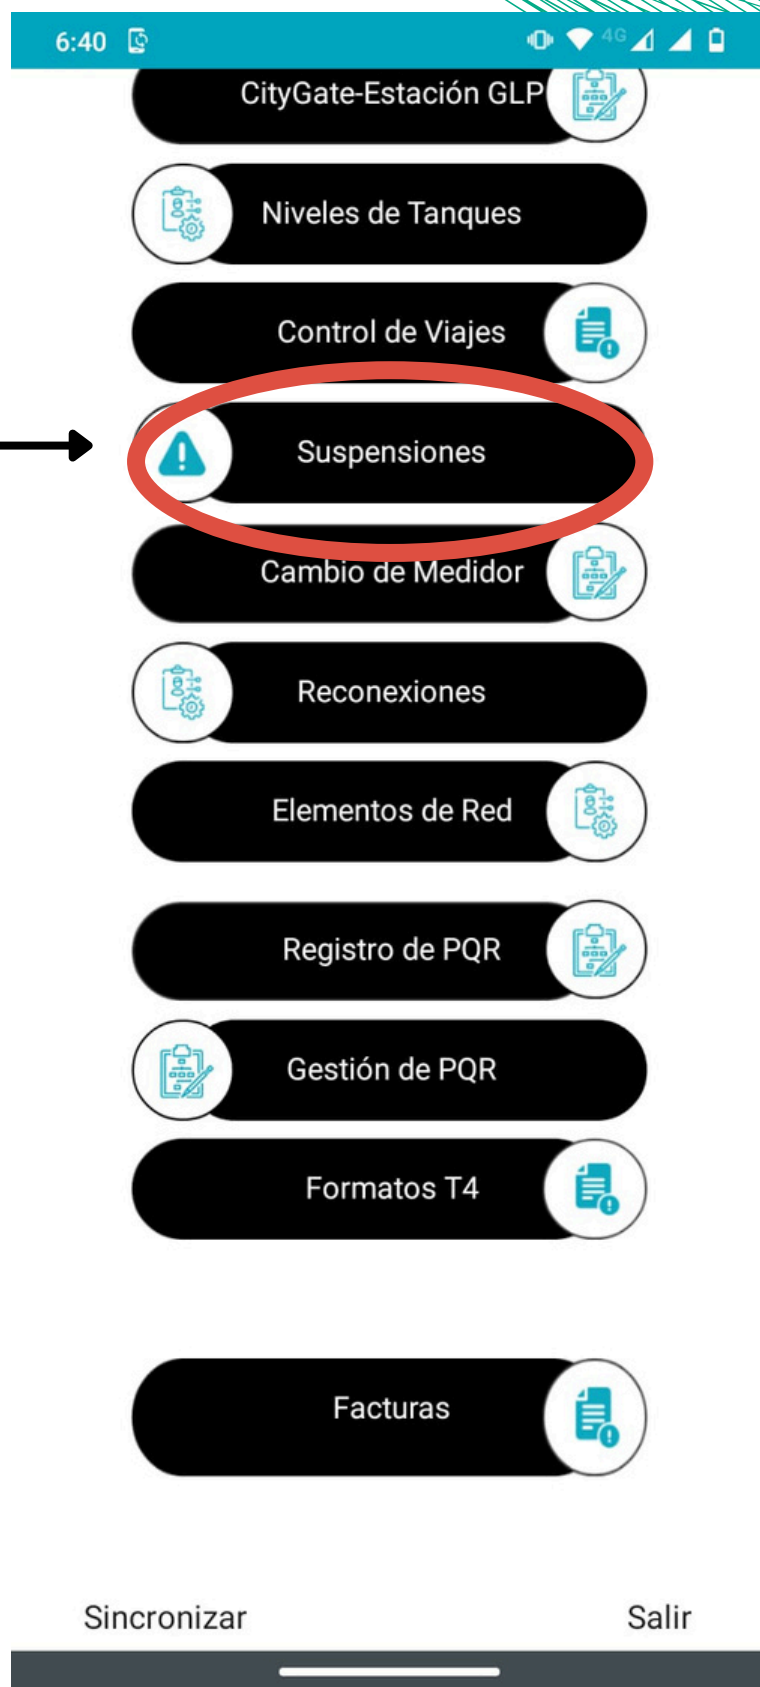 6:40
4G
CityGate-Estación GLP
Niveles de Tanques
Control de Viajes
Suspensiones
Cambio de Medidor
Reconexiones
Elementos de Red
Registro de PQR
Gestión de PQR
Formatos T4
Facturas
Sincronizar Salir